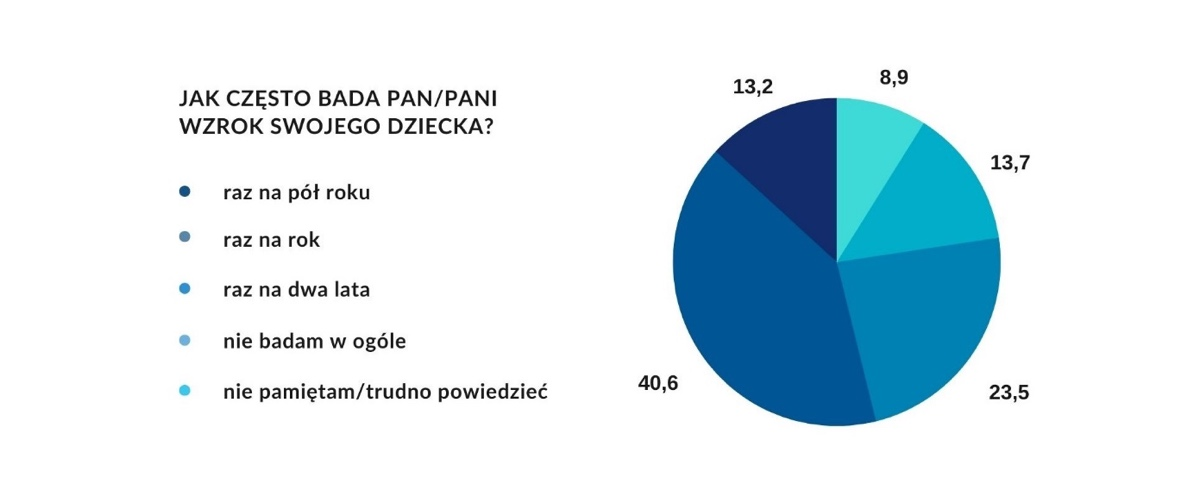 JAK CZĘSTO BADA PAN/PANI
WZROK SWOJEGO DZIECKA?
raz na pół roku
raz na rok
raz na dwa lata
nie badam w ogóle
nie pamiętam/trudno powiedzieć
13,2
8,9
13,7
40,6
23,5